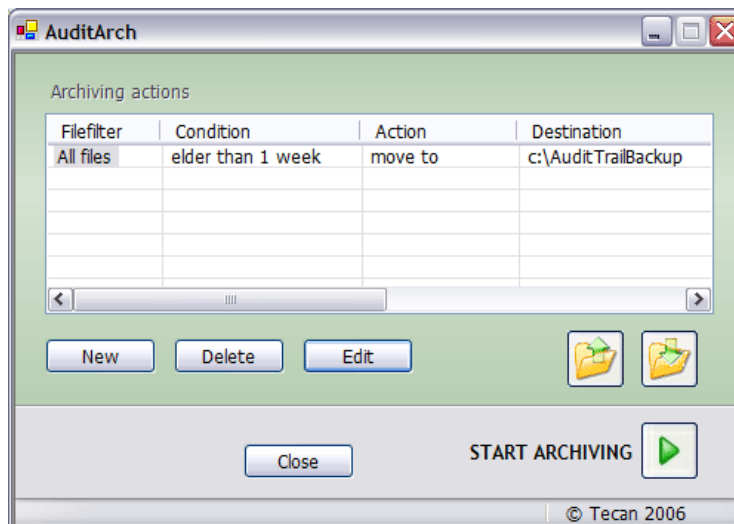 AuditArch
Archiving actions
Filefilter Condition Action Destination
All files elder than 1 week move to c:\AuditTrailBackup
New Delete Edit
Close START ARCHIVING
© Tecan 2006